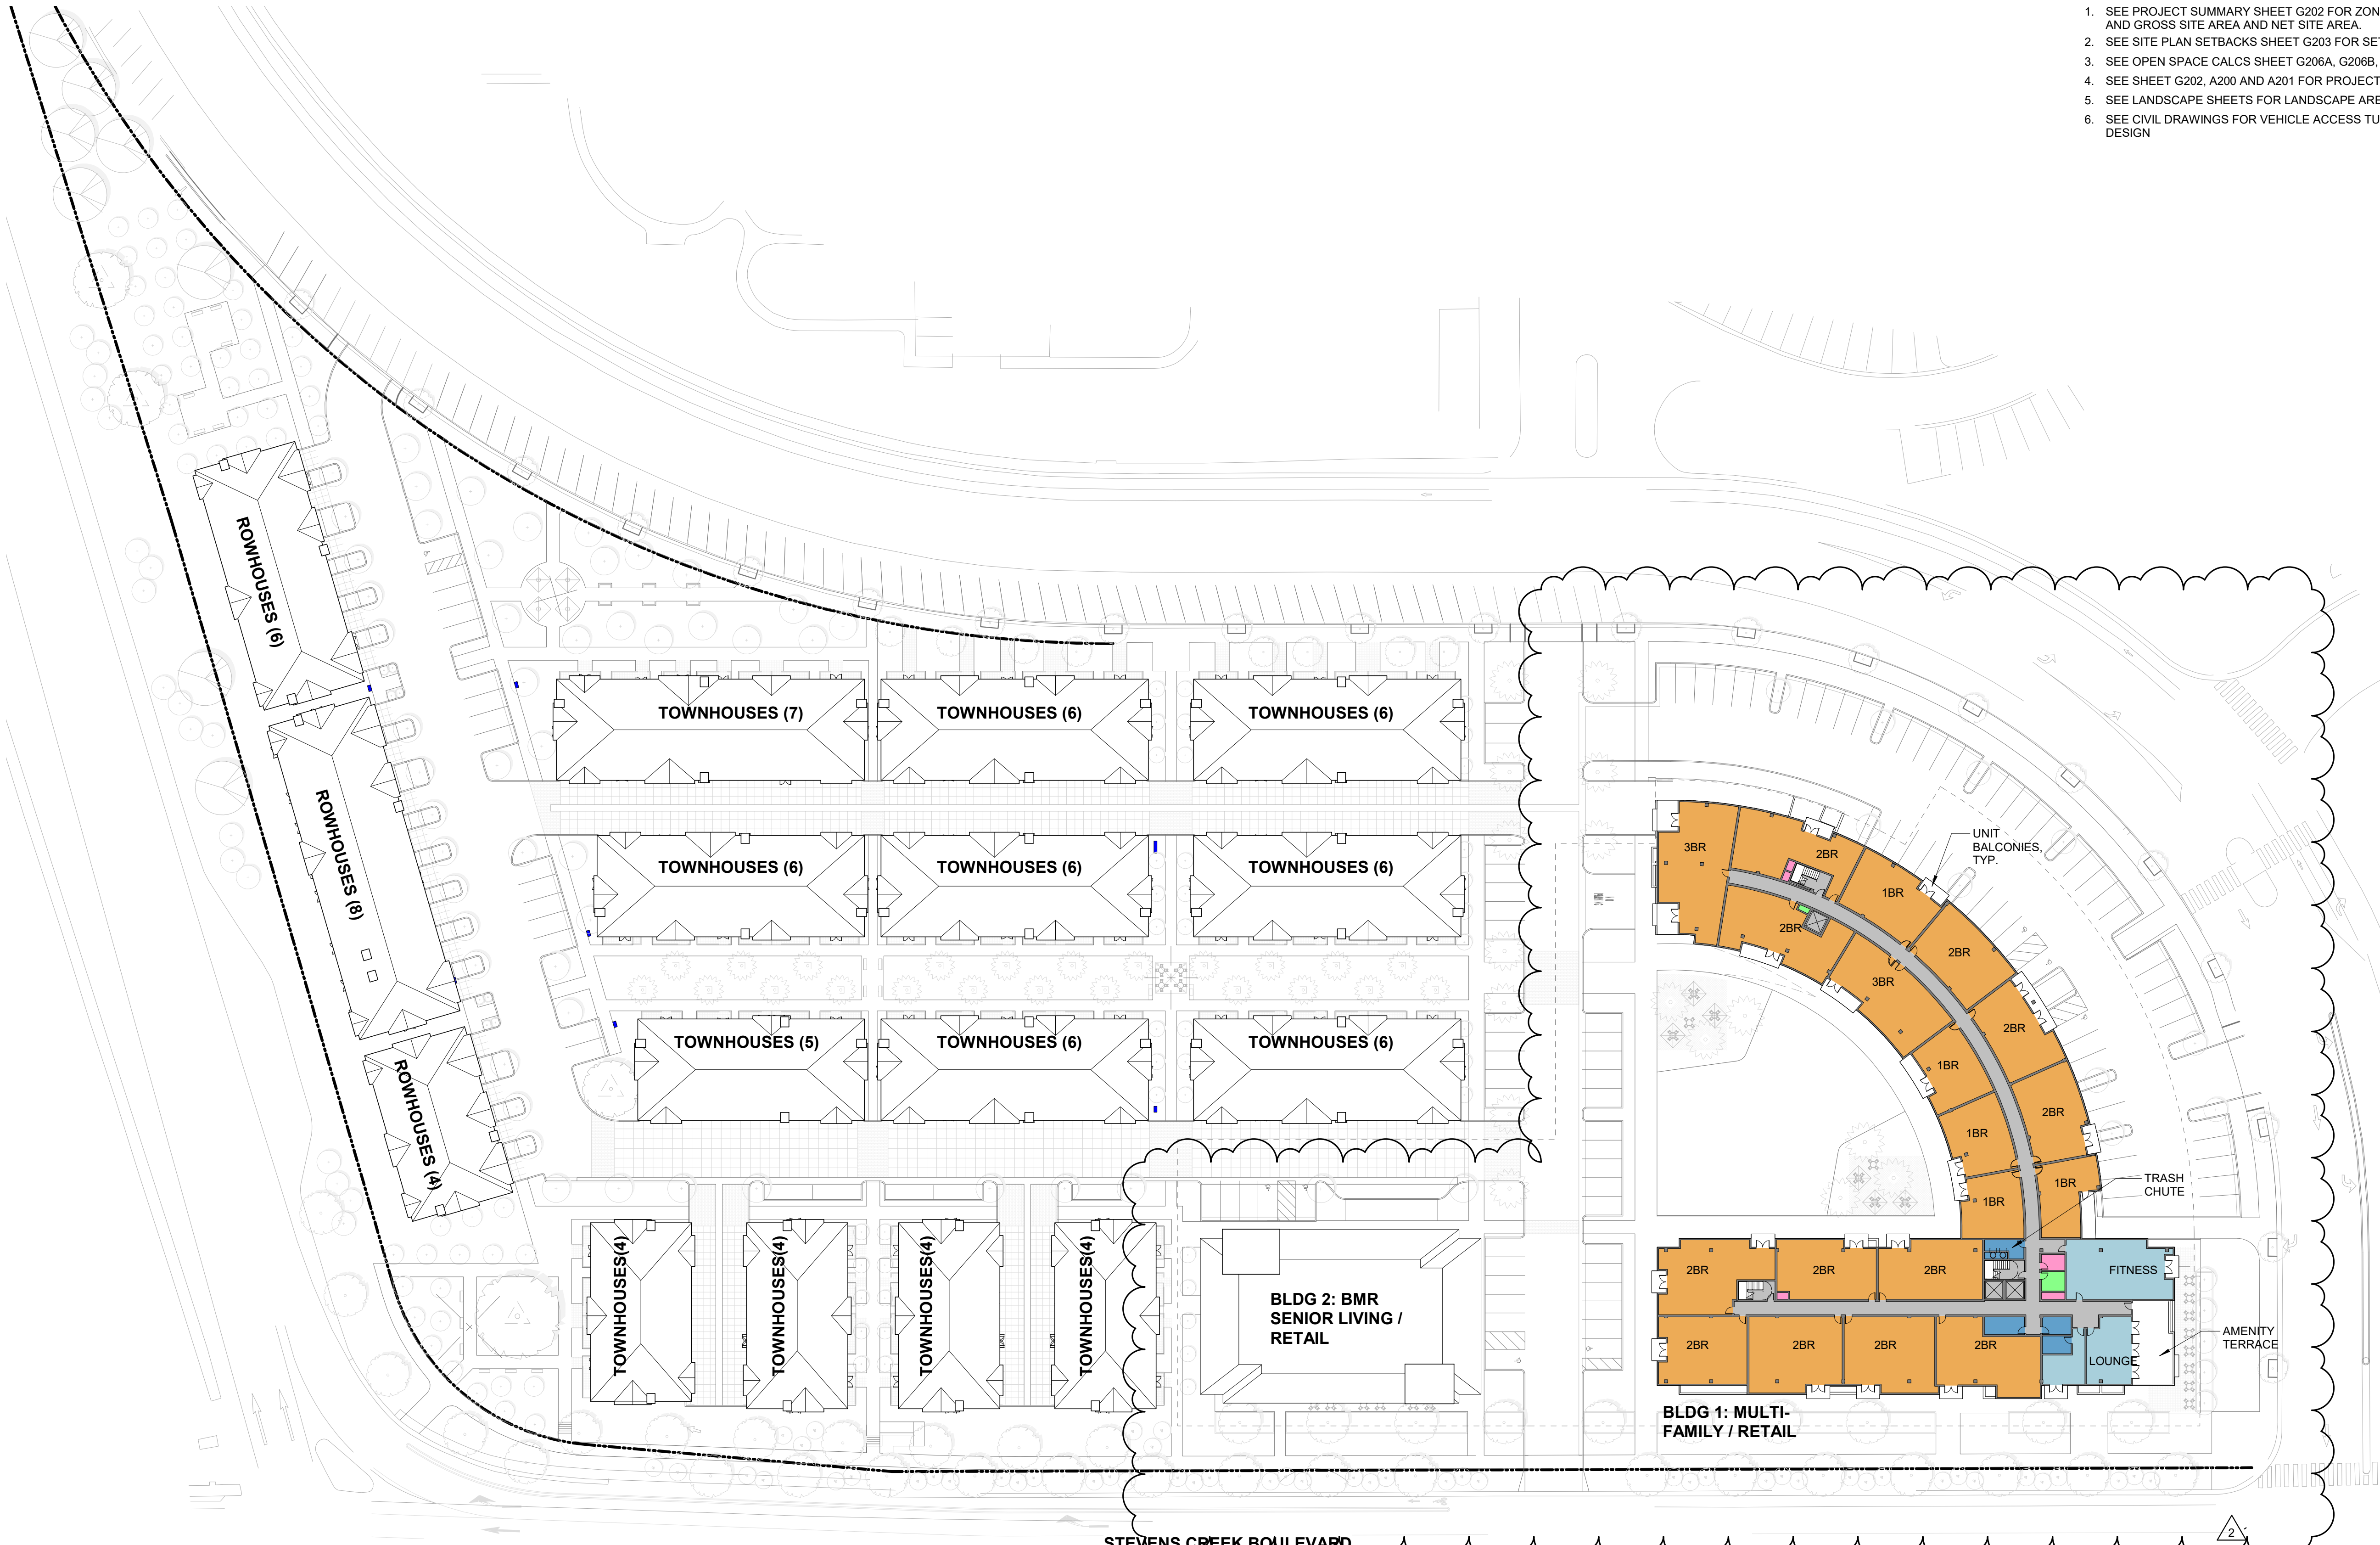 1. SEE PROJECT SUMMARY SHEET G202 FOR ZON
AND GROSS SITE AREA AND NET SITE AREA.
2. SEE SITE PLAN SETBACKS SHEET G203 FOR SE
3. SEE OPEN SPACE CALCS SHEET G206A, G206B,
4. SEE SHEET G202, A200 AND A201 FOR PROJECT
5. SEE LANDSCAPE SHEETS FOR LANDSCAPE ARE
6. SEE CIVIL DRAWINGS FOR VEHICLE ACCESS TU
DESIGN
ROWHOUSES (6)
ROWHOUSES (8)
ROWHOUSES (4)
TOWNHOUSES (7)
TOWNHOUSES (6)
TOWNHOUSES (6)
TOWNHOUSES (6)
TOWNHOUSES (6)
TOWNHOUSES (6)
TOWNHOUSES (5)
TOWNHOUSES (6)
TOWNHOUSES (6)
TOWNHOUSES(4)
TOWNHOUSES(4)
TOWNHOUSES(4)
TOWNHOUSES(4)
BLDG 2: BMR
SENIOR LIVING /
RETAIL
3BR
2BR
1BR
2BR
2BR
3BR
2BR
1BR
2BR
1BR
1BR
1BR
UNIT
BALCONIES,
TYP.
TRASH
CHUTE
2BR
2BR
2BR
FITNESS
2BR
2BR
2BR
2BR
LOUNGE
AMENITY
TERRACE
BLDG 1: MULTI-
FAMILY / RETAIL
2
STEVENS CREEK BOULEVARD